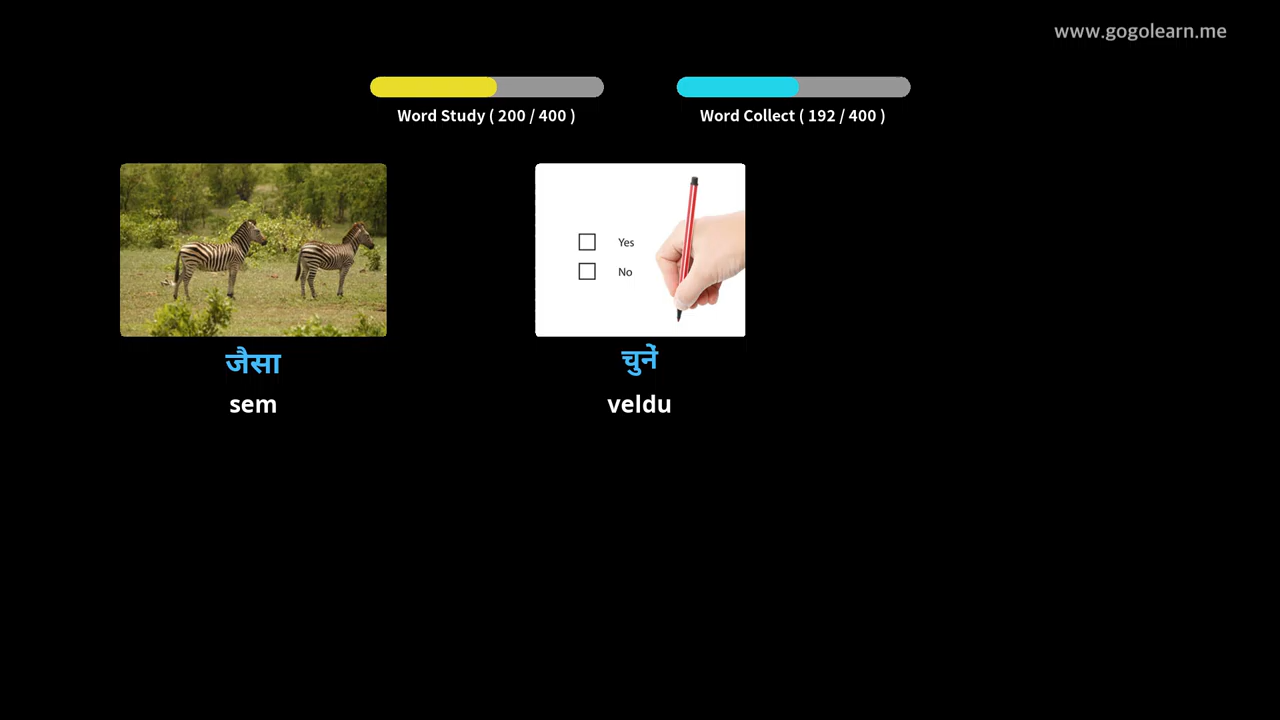 www.gogolearn.me
Word Study ( 200 / 400 )
Word Collect ( 192 / 400 )
Yes
No
जैसा
चुनें
sem
veldu